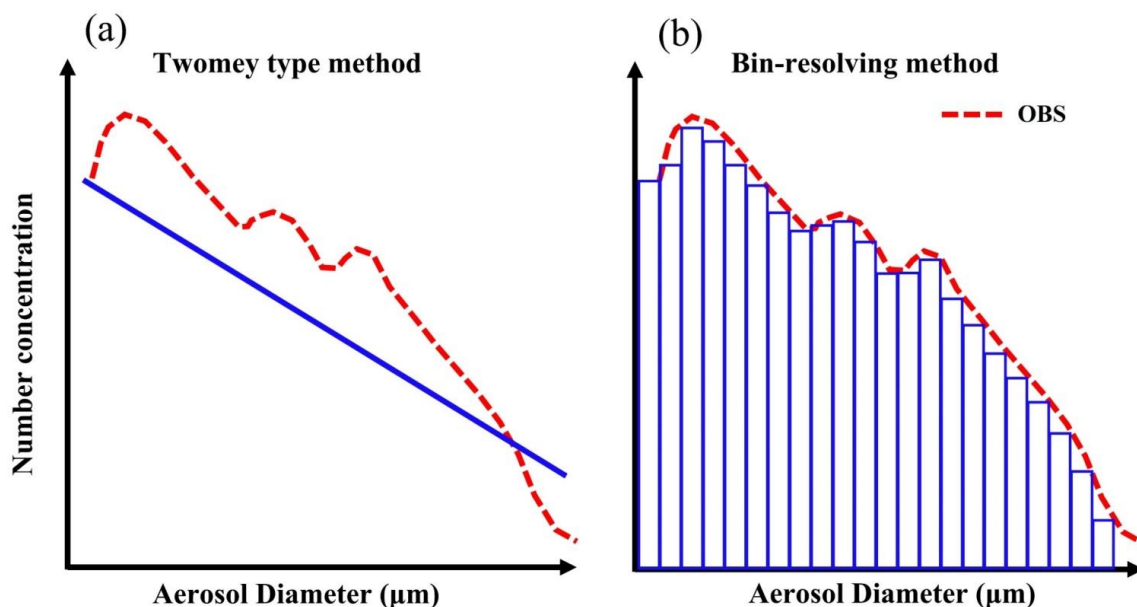 (a)
Twomey type method
Number concentration
Aerosol Diameter (μm)
(b)
Bin-resolving method
OBS
Aerosol Diameter (μm)